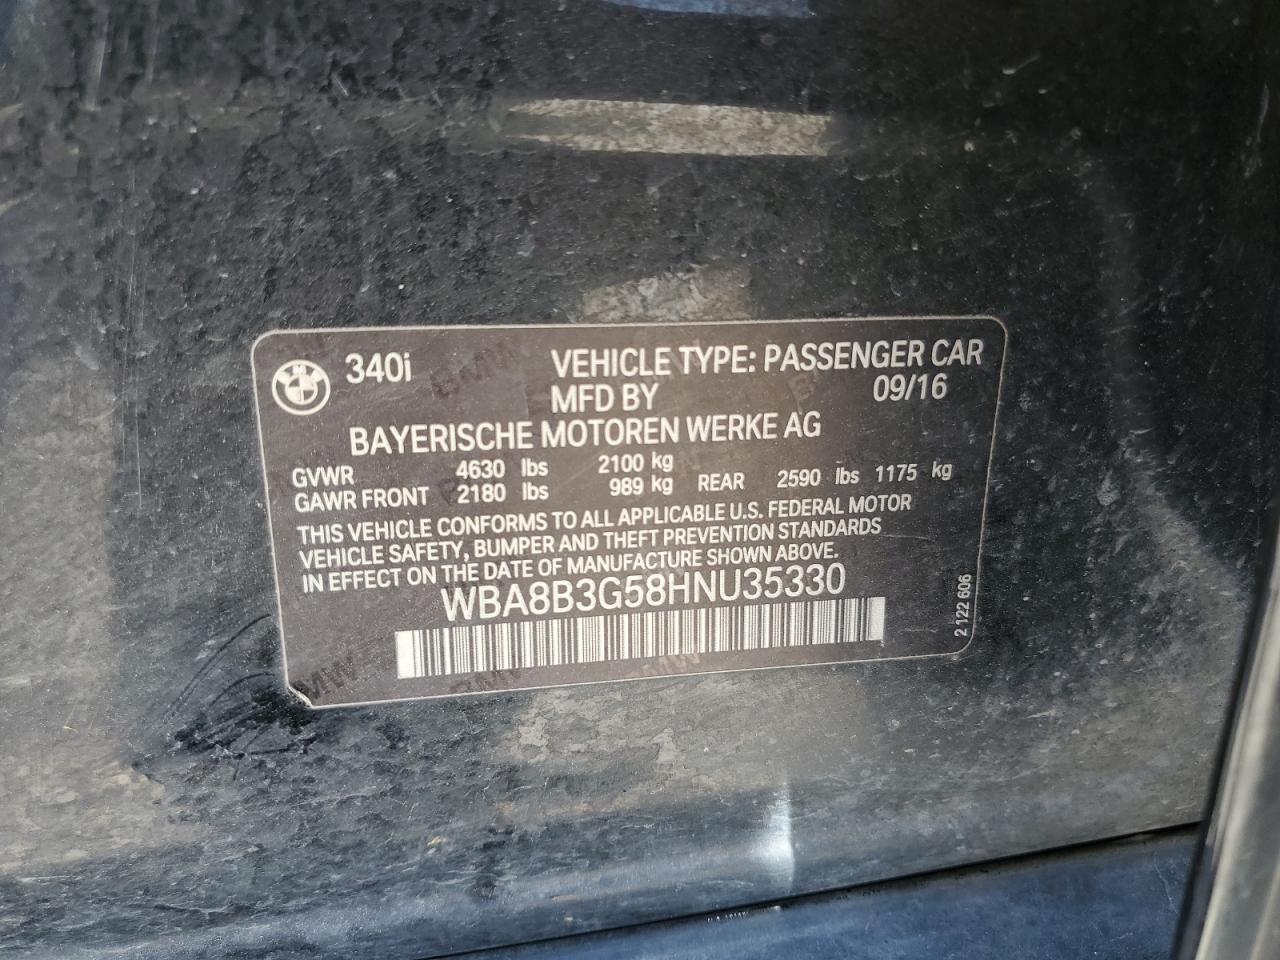 340i VEHICLE TYPE: PASSENGER CAR
MFD BY 09/16
BAYERISCHE MOTOREN WERKE AG
GVWR 4630 lbs 2100 kg
GAWR FRONT 2180 lbs 989 kg REAR 2590 lbs 1175 kg
THIS VEHICLE CONFORMS TO ALL APPLICABLE U.S. FEDERAL MOTOR
VEHICLE SAFETY, BUMPER AND THEFT PREVENTION STANDARDS
IN EFFECT ON THE DATE OF MANUFACTURE SHOWN ABOVE.
WBA8B3G58HNU35330
2 122 606